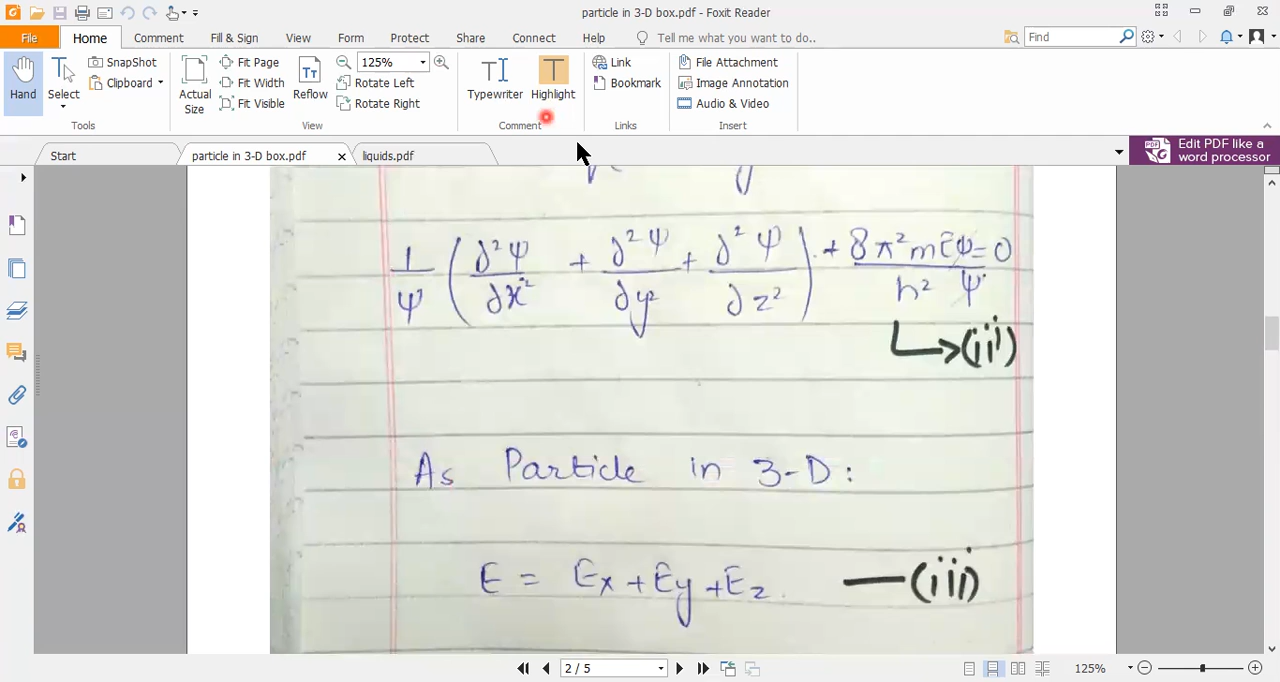 particle in 3-D box.pdf - Foxit Reader
File Home Comment Fill & Sign View Form Protect Share Connect Help Tell me what you want to do.. Find
Hand
Select
SnapShot
Clipboard
Tools
Actual Size
Fit Page
Fit Width
Fit Visible
Reflow
125%
Rotate Left
Rotate Right
View
Typewriter
Highlight
Comment
Link
Bookmark
Links
File Attachment
Image Annotation
Audio & Video
Insert
Start particle in 3-D box.pdf liquids.pdf
Edit PDF like a
word processor
1/ψ (∂²ψ/∂x² + ∂²ψ/∂y² + ∂²ψ/∂z²) + 8π²mEψ/h²ψ = 0
(ii)
As Particle in 3-D:
E = Ex + Ey + Ez. —(iii)
2 / 5 125%